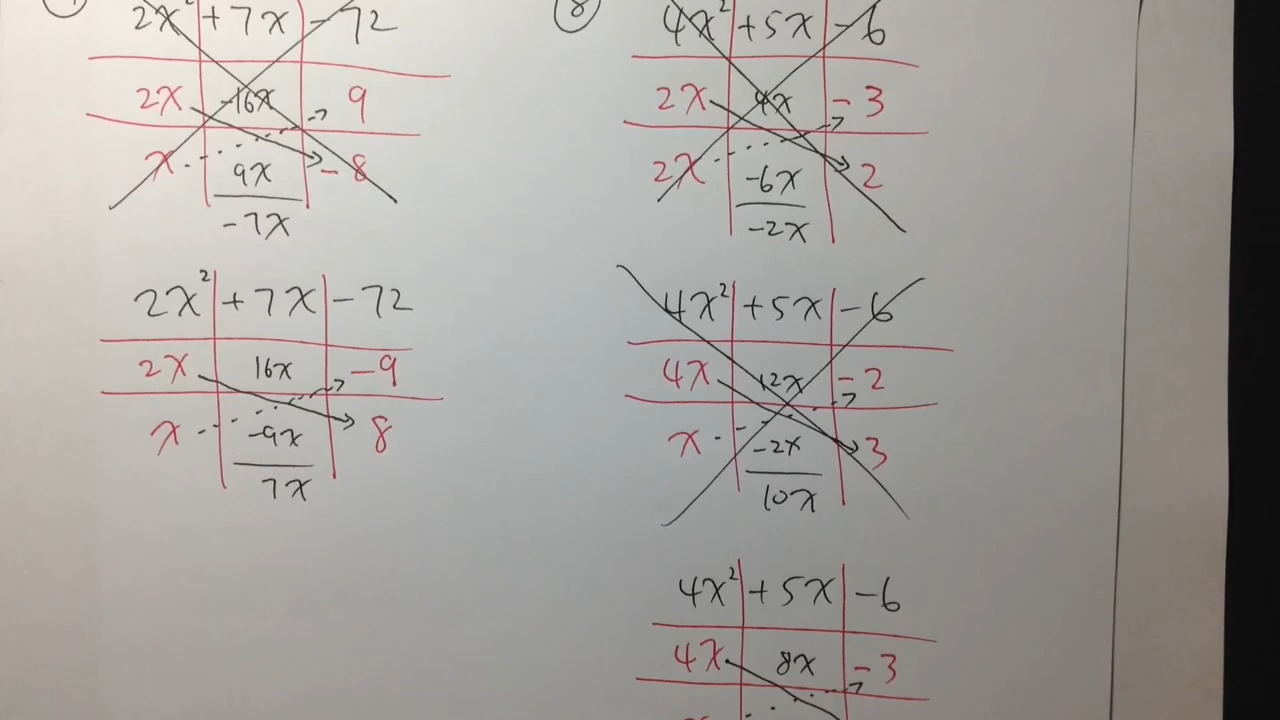 2x² + 7x - 72
2x -16x 9
x 9x - 8
-7x
2x² + 7x - 72
2x 16x -9
x -9x 8
7x
8
4x² + 5x - 6
2x 4x - 3
2x -6x 2
-2x
4x² + 5x - 6
4x 12x - 2
x -2x 3
10x
4x² + 5x - 6
4x 8x - 3